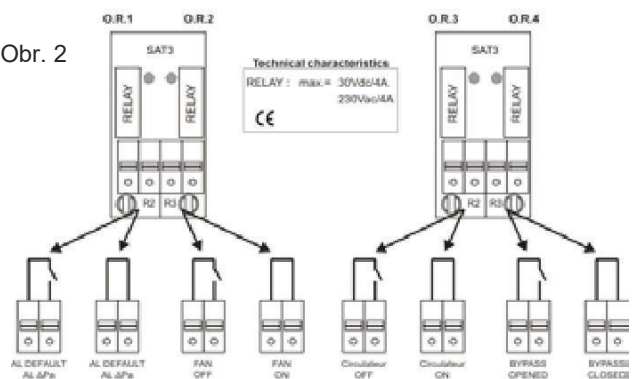 O.R.1 O.R.2 O.R.3 O.R.4
Obr. 2
SAT3 SAT3
Technical characteristics
RELAY : max.= 30Vdc/4A
230Vac/4A
CE
RELAY RELAY RELAY RELAY
R2 R3 R2 R3
AL DEFAULT AL DEFAULT FAN FAN Circulateur Circulateur BYPASS BYPASS
AL ΔPa AL ΔPa OFF ON OFF ON OPENED CLOSED